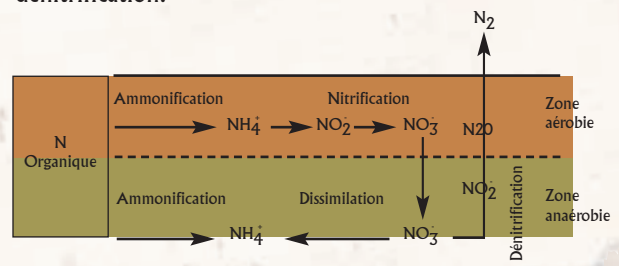 dénitrification.
N₂
Ammonification
Nitrification
Zone
aérobie
N
Organique
NH₄⁺
NO₂⁻
NO₃⁻
N20
Ammonification
Dissimilation
NO₂⁻
Dénitrification
Zone
anaérobie
NH₄⁺
NO₃⁻